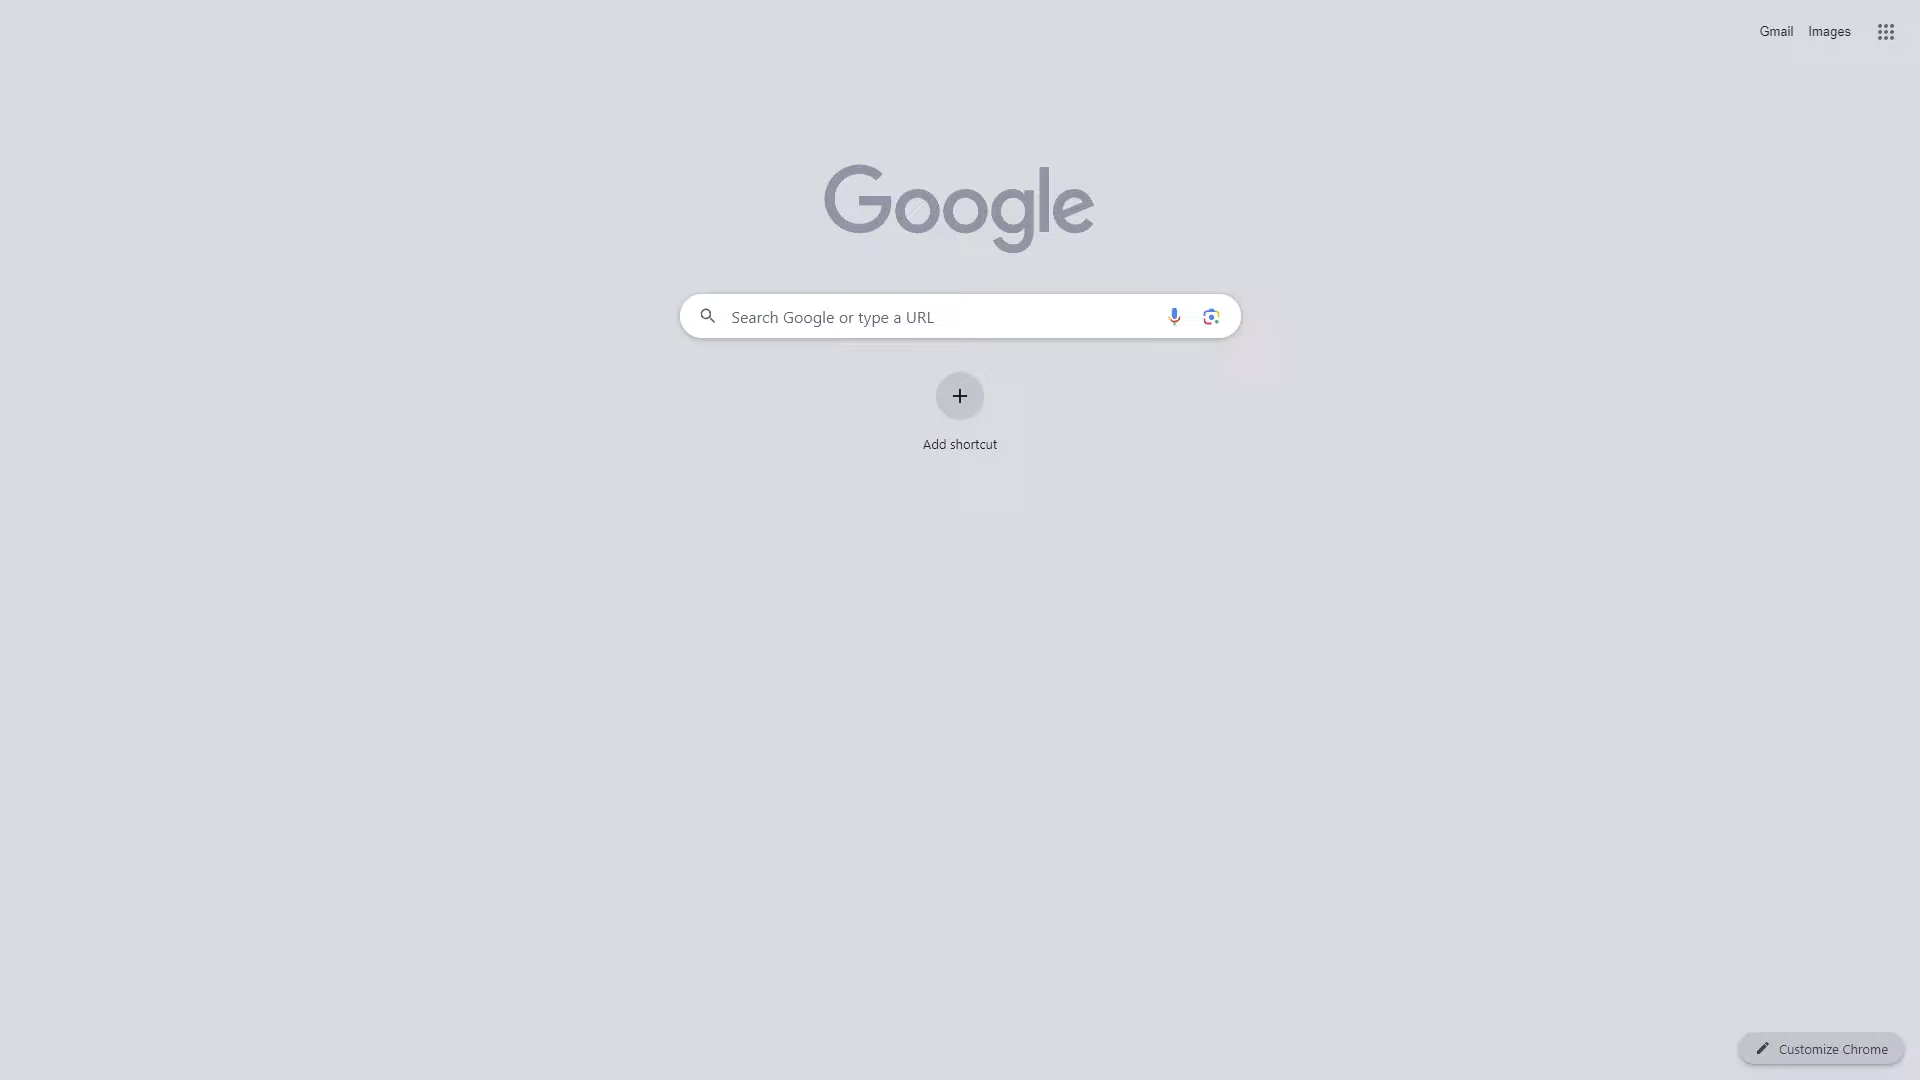 Gmail Images
Google
Search Google or type a URL
Add shortcut
Customize Chrome